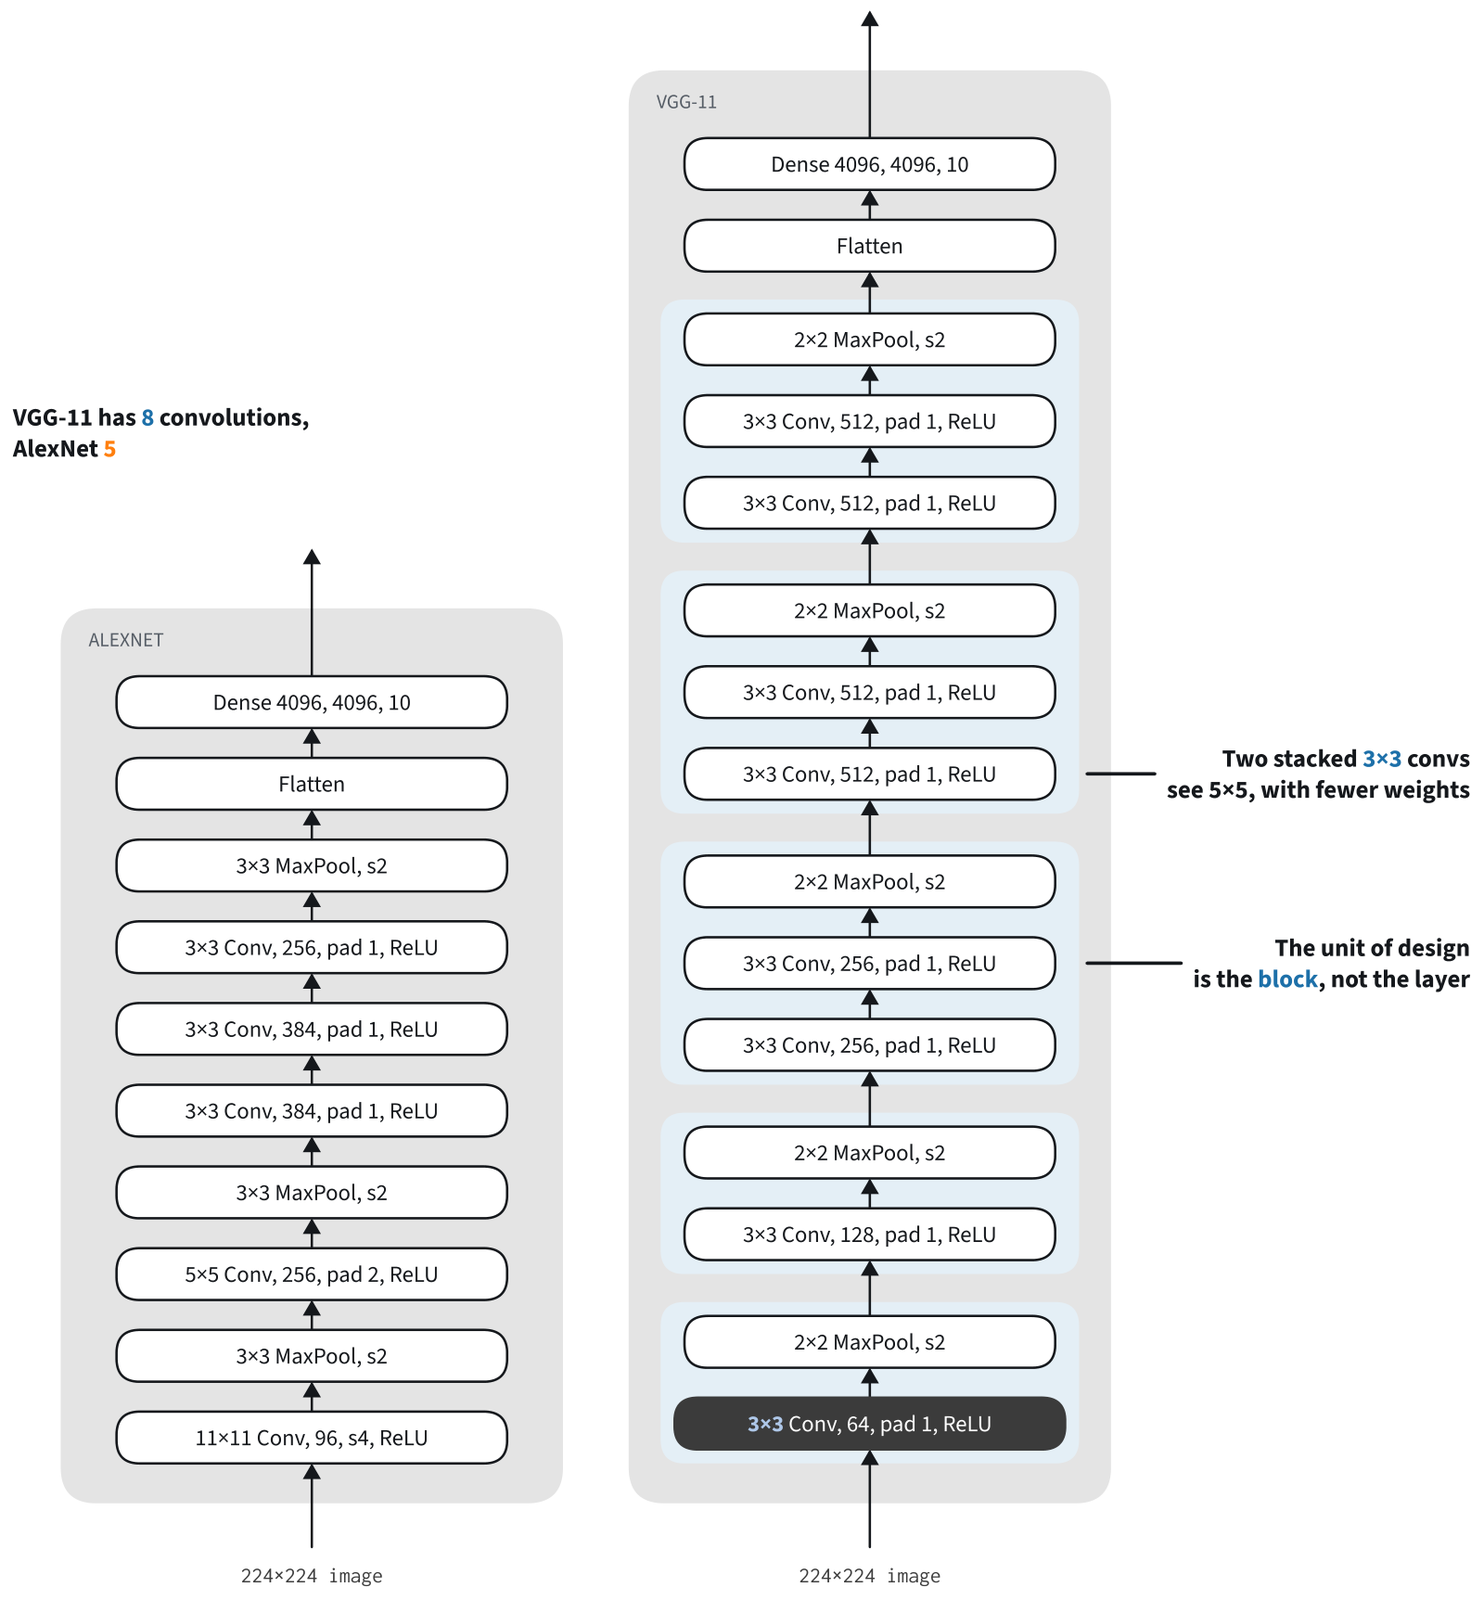 VGG-11 has 8 convolutions,
AlexNet 5
ALEXNET
Dense 4096, 4096, 10
Flatten
3×3 MaxPool, s2
3×3 Conv, 256, pad 1, ReLU
3×3 Conv, 384, pad 1, ReLU
3×3 Conv, 384, pad 1, ReLU
3×3 MaxPool, s2
5×5 Conv, 256, pad 2, ReLU
3×3 MaxPool, s2
11×11 Conv, 96, s4, ReLU
224×224 image
VGG-11
Dense 4096, 4096, 10
Flatten
2×2 MaxPool, s2
3×3 Conv, 512, pad 1, ReLU
3×3 Conv, 512, pad 1, ReLU
2×2 MaxPool, s2
3×3 Conv, 512, pad 1, ReLU
3×3 Conv, 512, pad 1, ReLU
2×2 MaxPool, s2
3×3 Conv, 256, pad 1, ReLU
3×3 Conv, 256, pad 1, ReLU
2×2 MaxPool, s2
3×3 Conv, 128, pad 1, ReLU
2×2 MaxPool, s2
3×3 Conv, 64, pad 1, ReLU
224×224 image
Two stacked 3×3 convs
see 5×5, with fewer weights
The unit of design
is the block, not the layer